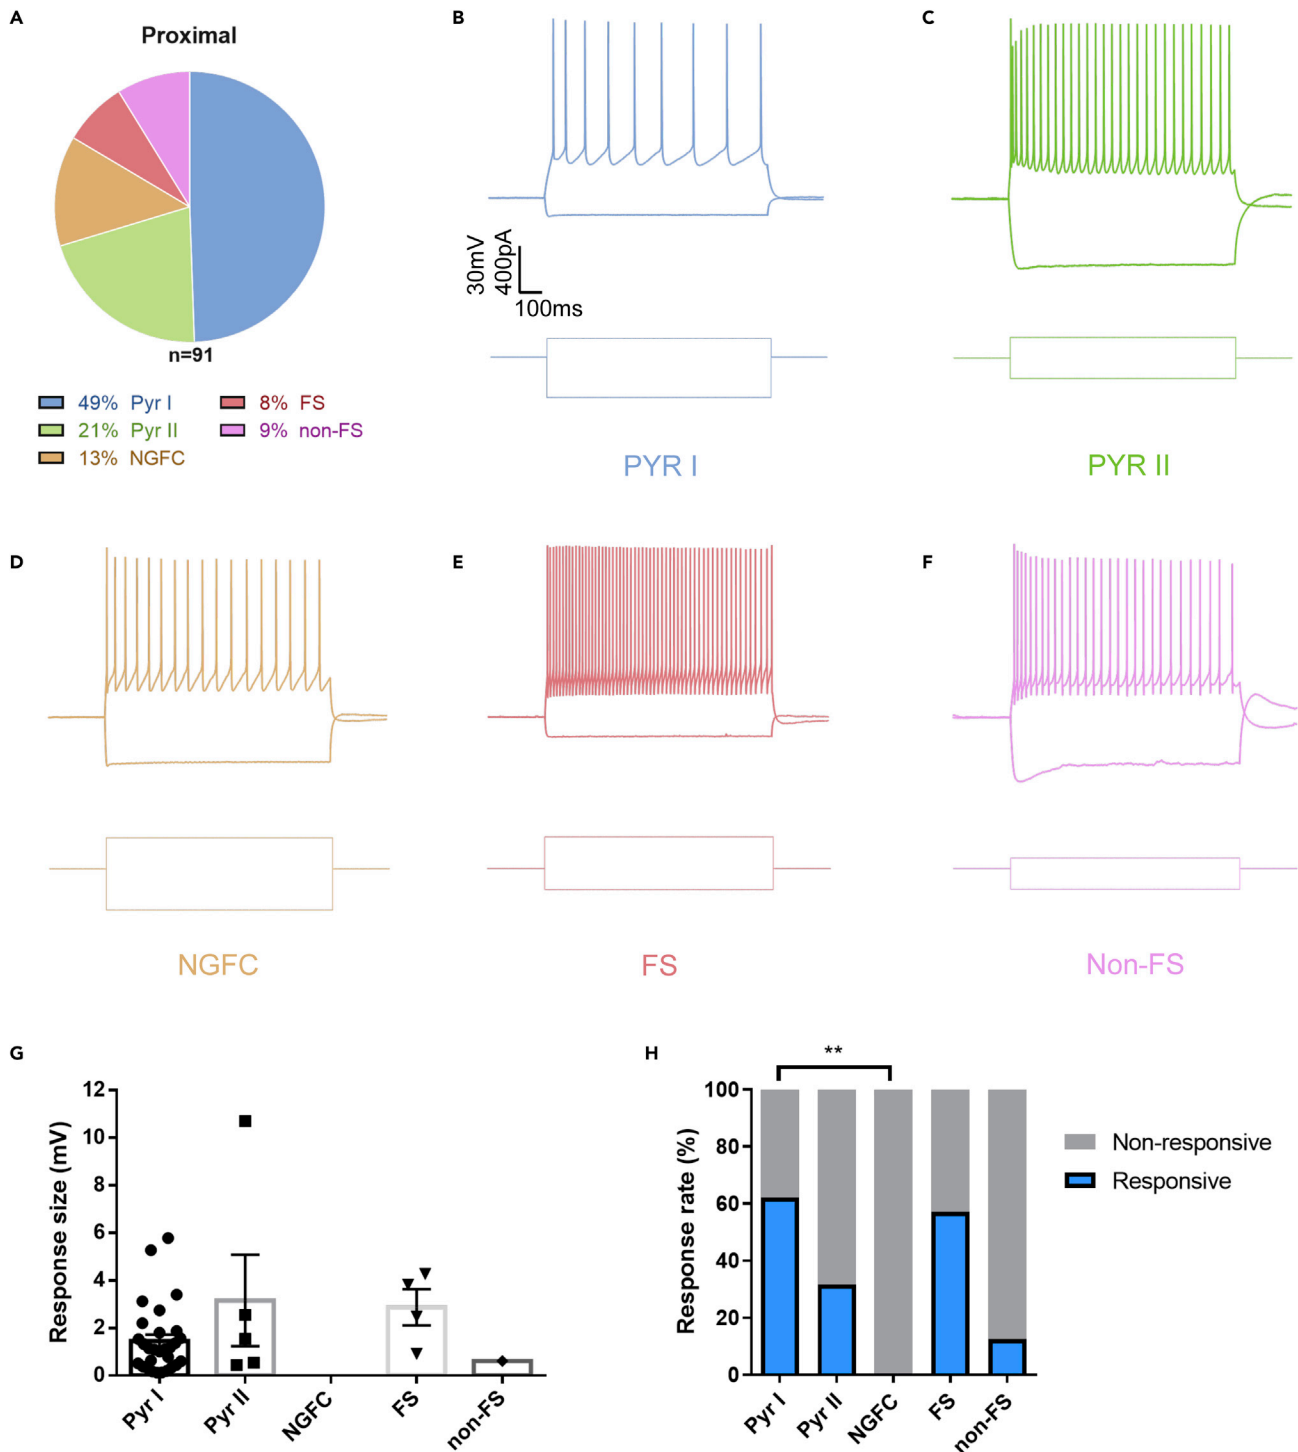 A
Proximal
n=91
49% Pyr I
8% FS
21% Pyr II
9% non-FS
13% NGFC
B
30mV
400pA
100ms
PYR I
C
PYR II
D
NGFC
E
FS
F
Non-FS
G
Response size (mV)
12
10
8
6
4
2
0
Pyr I
Pyr II
NGFC
FS
non-FS
H
**
Response rate (%)
100
80
60
40
20
0
Pyr I
Pyr II
NGFC
FS
non-FS
Non-responsive
Responsive